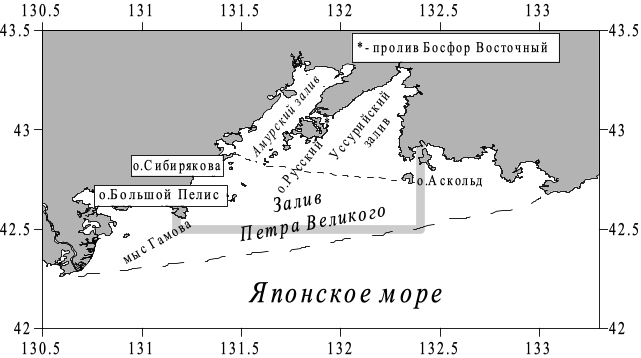 130.5 131 131.5 132 132.5 133
43.5 43.5
*- пролив Босфор Восточный
Амурский залив
Уссурийский
залив
43 43
о.Сибирякова
о.Русский
о.Аскольд
о.Большой Пелис
Залив
Петра Великого
42.5 42.5
мыс Гамова
*
Японское море
42 42
130.5 131 131.5 132 132.5 133